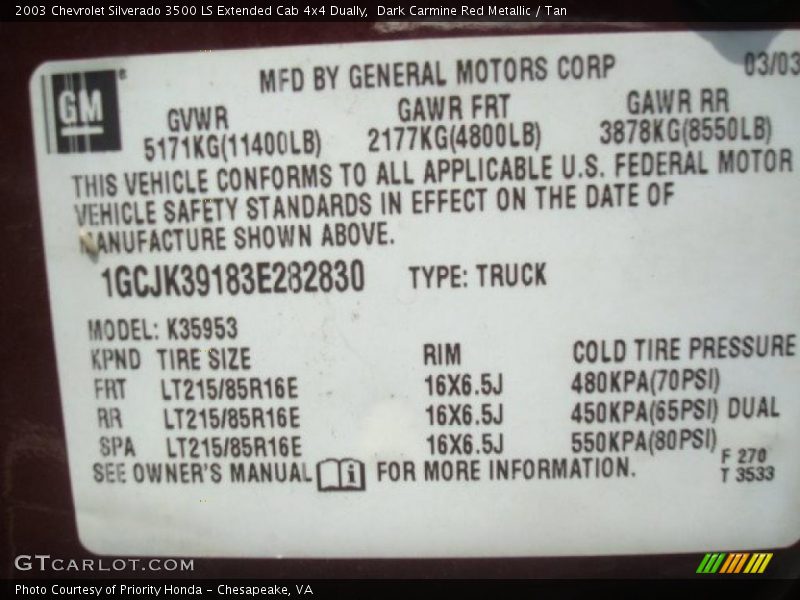 2003 Chevrolet Silverado 3500 LS Extended Cab 4x4 Dually, Dark Carmine Red Metallic / Tan
GM
MFD BY GENERAL MOTORS CORP 03/03
GVWR GAWR FRT GAWR RR
5171KG(11400LB) 2177KG(4800LB) 3878KG(8550LB)
THIS VEHICLE CONFORMS TO ALL APPLICABLE U.S. FEDERAL MOTOR
VEHICLE SAFETY STANDARDS IN EFFECT ON THE DATE OF
MANUFACTURE SHOWN ABOVE.
1GCJK39183E282830 TYPE: TRUCK
MODEL: K35953
KPND TIRE SIZE RIM COLD TIRE PRESSURE
FRT LT215/85R16E 16X6.5J 480KPA(70PSI)
RR LT215/85R16E 16X6.5J 450KPA(65PSI) DUAL
SPA LT215/85R16E 16X6.5J 550KPA(80PSI)
SEE OWNER'S MANUAL i FOR MORE INFORMATION.
F 270
T 3533
GTCARLOT.COM
Photo Courtesy of Priority Honda - Chesapeake, VA